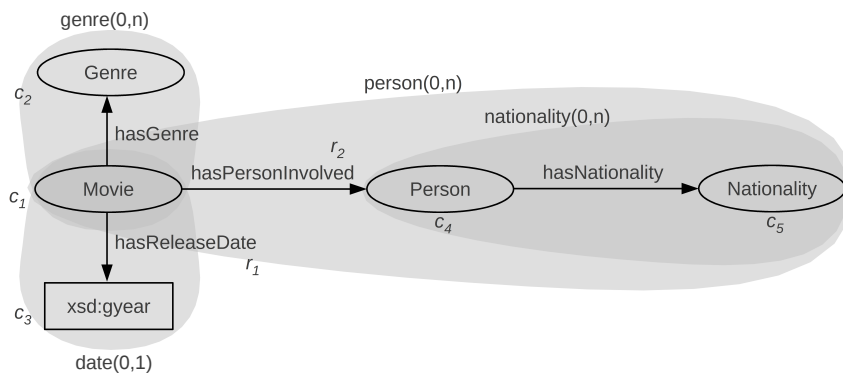 genre(0,n)
Genre
c2
person(0,n)
nationality(0,n)
hasGenre
r2
hasPersonInvolved
hasNationality
c1
Movie
Person
Nationality
c4
c5
hasReleaseDate
r1
c3
xsd:gyear
date(0,1)